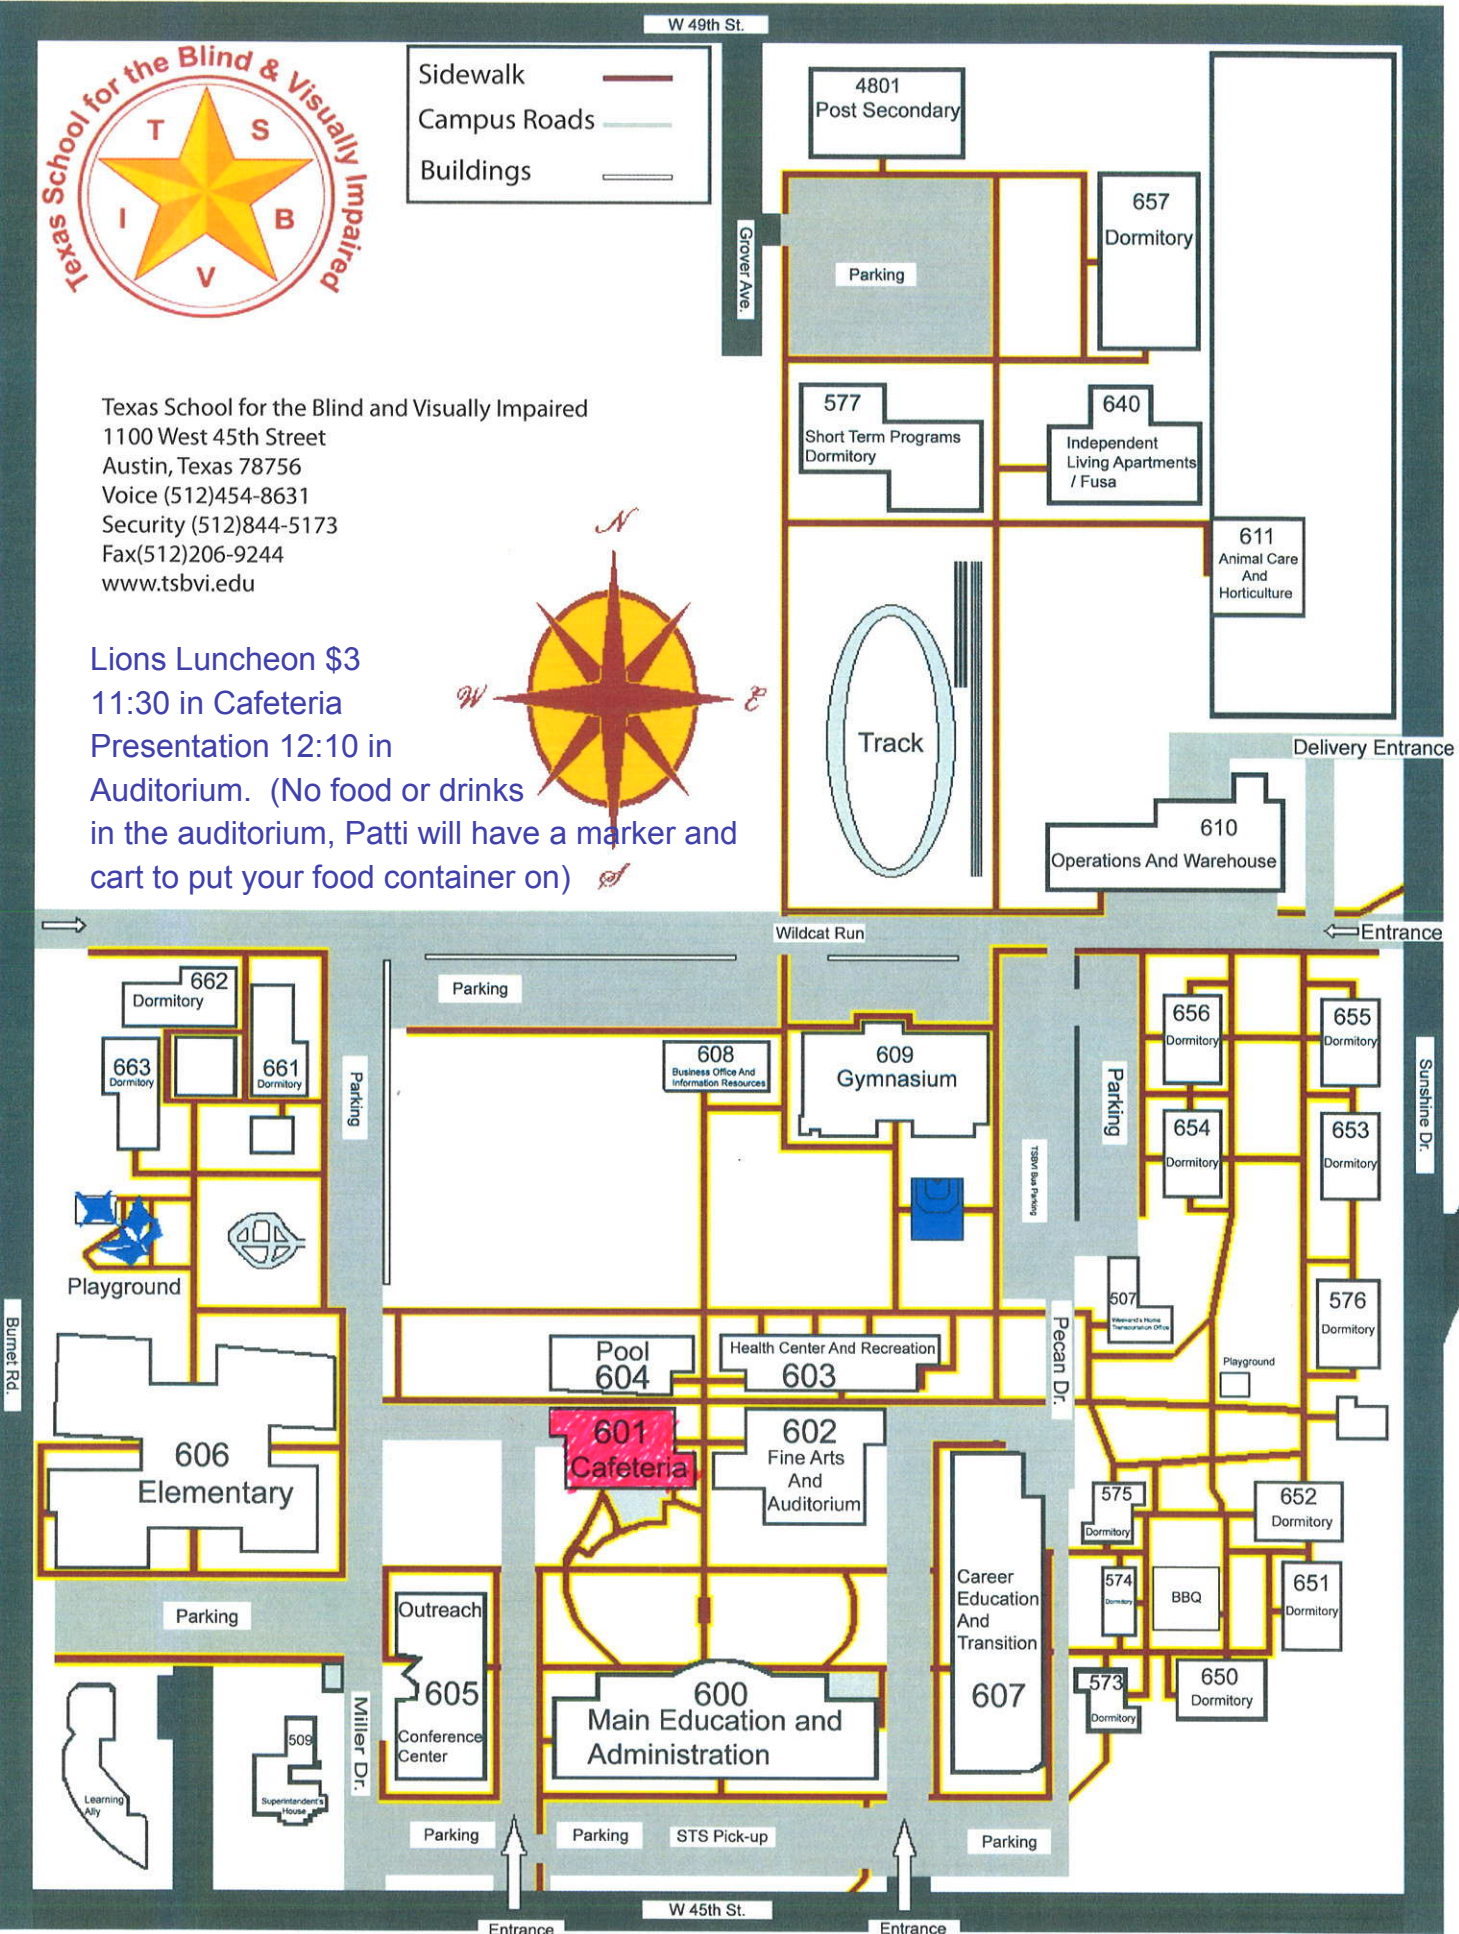 W 49th St.
Texas School for the Blind & Visually Impaired
T S
I B
V
Sidewalk
Campus Roads
Buildings
4801
Post Secondary
657
Dormitory
Grover Ave.
Parking
Texas School for the Blind and Visually Impaired
1100 West 45th Street
Austin, Texas 78756
Voice (512)454-8631
Security (512)844-5173
Fax(512)206-9244
www.tsbvi.edu
577
Short Term Programs
Dormitory
640
Independent
Living Apartments
/ Fusa
611
Animal Care
And
Horticulture
N
W
E
S
Lions Luncheon $3
11:30 in Cafeteria
Presentation 12:10 in
Auditorium. (No food or drinks
in the auditorium, Patti will have a marker and
cart to put your food container on)
Track
Delivery Entrance
610
Operations And Warehouse
Wildcat Run
Entrance
662
Dormitory
663
Dormitory
661
Dormitory
Parking
Parking
608
Business Office And
Information Resources
609
Gymnasium
TSBVI Bus Parking
Parking
656
Dormitory
655
Dormitory
654
Dormitory
653
Dormitory
Sunshine Dr.
Playground
507
Weekend's Home
Transportation Office
576
Dormitory
Burnet Rd.
Pool
604
Health Center And Recreation
603
Pecan Dr.
Playground
606
Elementary
601
Cafeteria
602
Fine Arts
And
Auditorium
575
Dormitory
652
Dormitory
574
Dormitory
BBQ
651
Dormitory
Career
Education
And
Transition
607
Parking
Outreach
605
Conference
Center
600
Main Education and
Administration
573
Dormitory
650
Dormitory
Miller Dr.
509
Superintendent's
House
Learning
Ally
Parking
Parking
STS Pick-up
Parking
W 45th St.
Entrance
Entrance